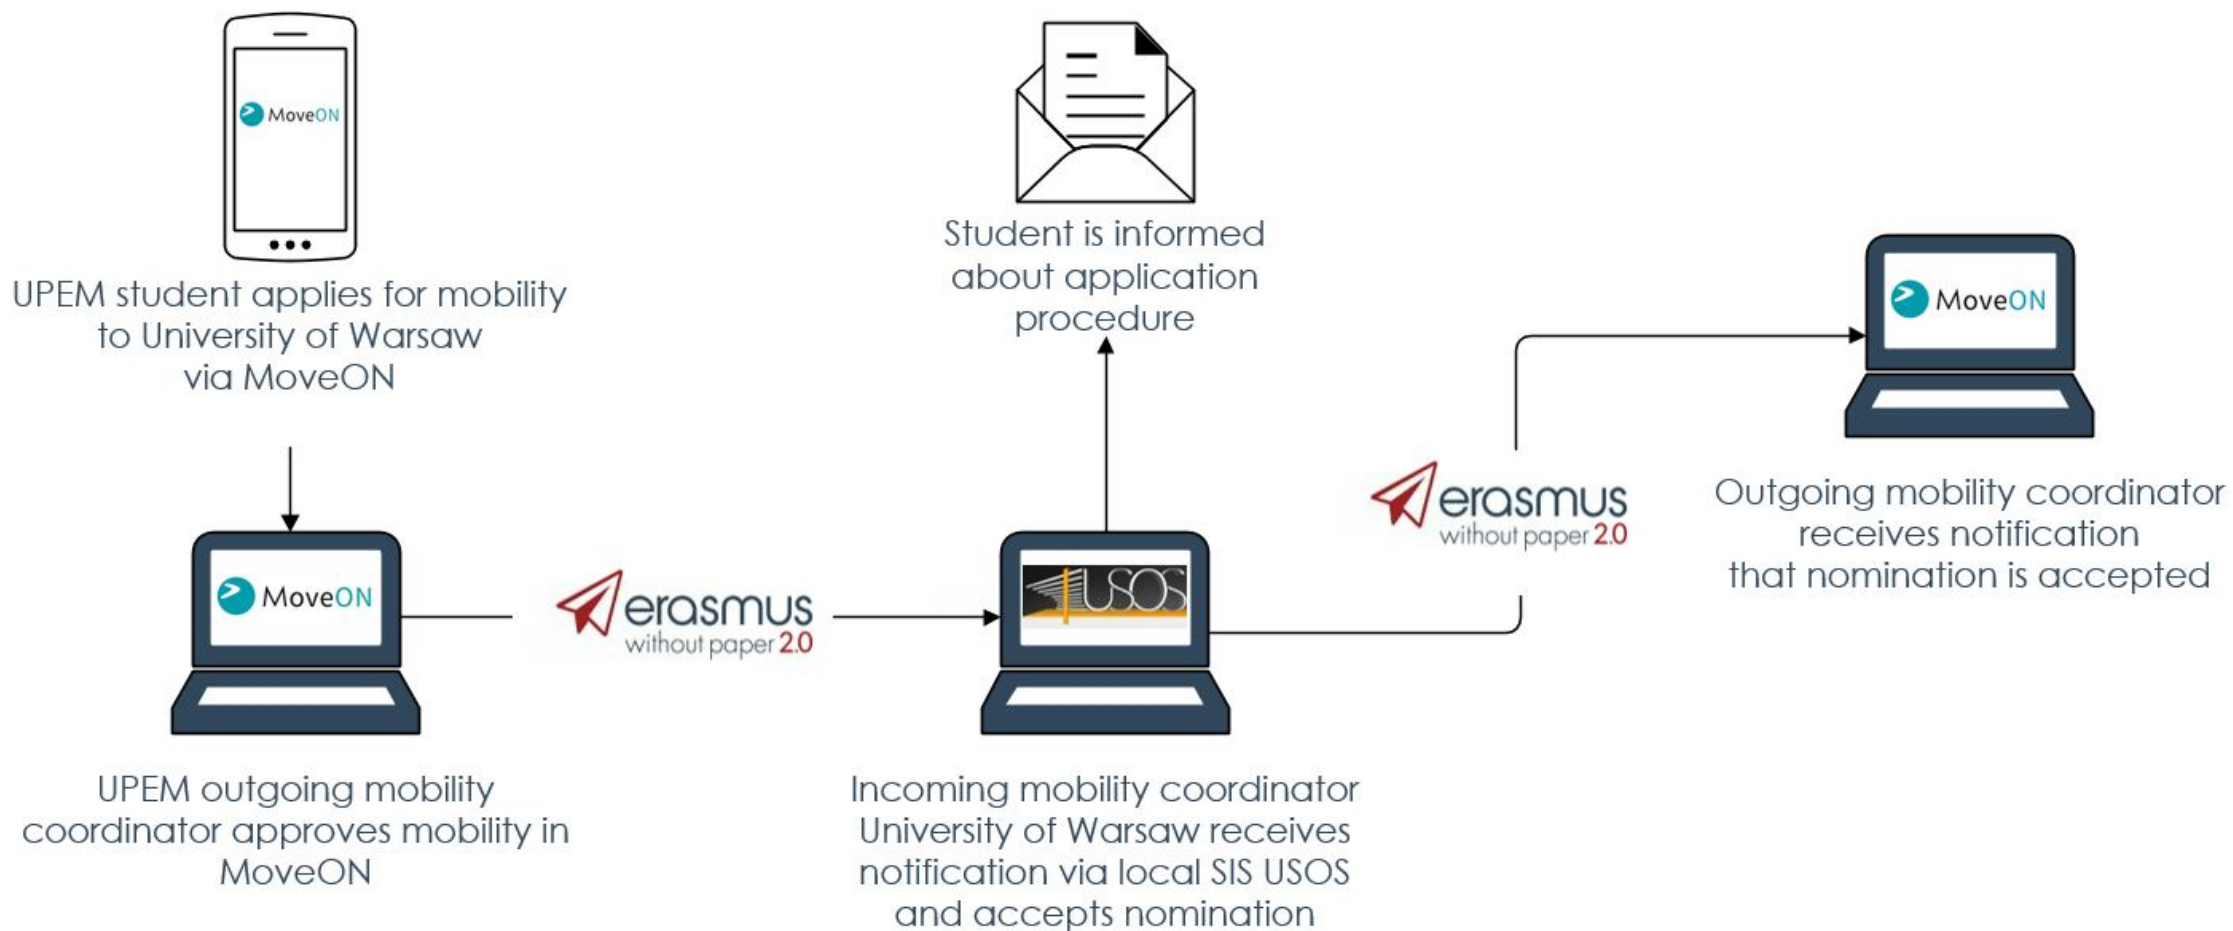 MoveON
UPEM student applies for mobility
to University of Warsaw
via MoveON
MoveON
UPEM outgoing mobility
coordinator approves mobility in
MoveON
erasmus
without paper 2.0
Student is informed
about application
procedure
USOS
Incoming mobility coordinator
University of Warsaw receives
notification via local SIS USOS
and accepts nomination
erasmus
without paper 2.0
MoveON
Outgoing mobility coordinator
receives notification
that nomination is accepted